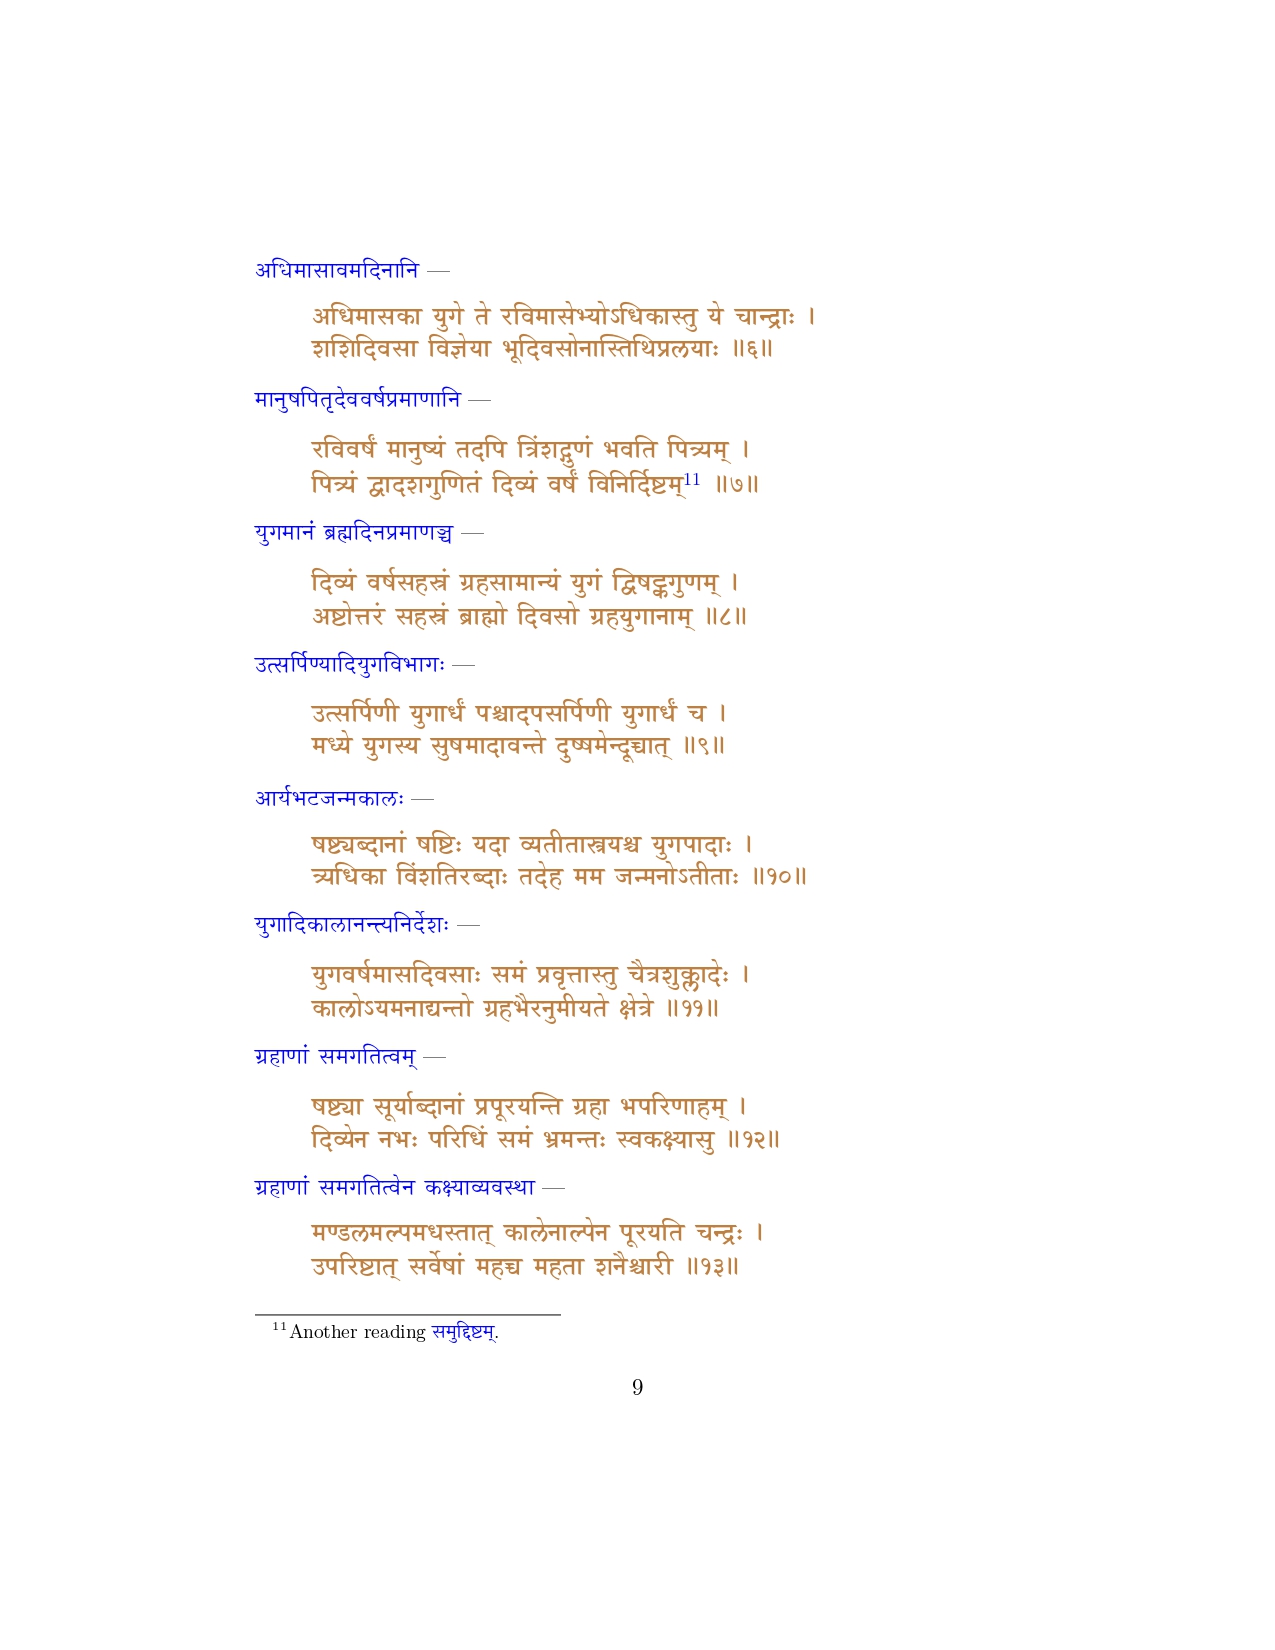 अधिमासावमदिनानि —
अधिमासका युगे ते रविमासेभ्योऽधिकास्तु ये चान्द्राः ।
शशिदिवसा विज्ञेया भूदिवसोनास्तिथिप्रलयाः ॥६॥
मानुषपितृदेववर्षप्रमाणानि —
रविवर्षं मानुष्यं तदपि त्रिंशद्गुणं भवति पित्र्यम् ।
पित्र्यं द्वादशगुणितं दिव्यं वर्षं विनिर्दिष्टम्11 ॥७॥
युगमानं ब्रह्मदिनप्रमाणञ्च —
दिव्यं वर्षसहस्रं ग्रहसामान्यं युगं द्विषङ्कगुणम् ।
अष्टोत्तरं सहस्रं ब्राह्मो दिवसो ग्रहयुगानाम् ॥८॥
उत्सर्पिण्यादियुगविभागः —
उत्सर्पिणी युगार्धं पश्चादपसर्पिणी युगार्धं च ।
मध्ये युगस्य सुषमादावन्ते दुष्षमेन्दूच्चात् ॥९॥
आर्यभटजन्मकालः —
षष्ट्यब्दानां षष्टिः यदा व्यतीतास्त्रयश्च युगपादाः ।
त्र्यधिका विंशतिरब्दाः तदेह मम जन्मनोऽतीताः ॥१०॥
युगादिकालानन्त्यनिर्देशः —
युगवर्षमासदिवसाः समं प्रवृत्तास्तु चैत्रशुक्लादेः ।
कालोऽयमनाद्यन्तो ग्रहभैरनुमीयते क्षेत्रे ॥११॥
ग्रहाणां समगतित्वम् —
षष्ट्या सूर्याब्दानां प्रपूरयन्ति ग्रहा भपरिणाहम् ।
दिव्येन नभः परिधिं समं भ्रमन्तः स्वकक्ष्यासु ॥१२॥
ग्रहाणां समगतित्वेन कक्ष्याव्यवस्था —
मण्डलमल्पमधस्तात् कालेनाल्पेन पूरयति चन्द्रः ।
उपरिष्टात् सर्वेषां महच्च महता शनैश्चारी ॥१३॥
11Another reading समुद्दिष्टम्.
9